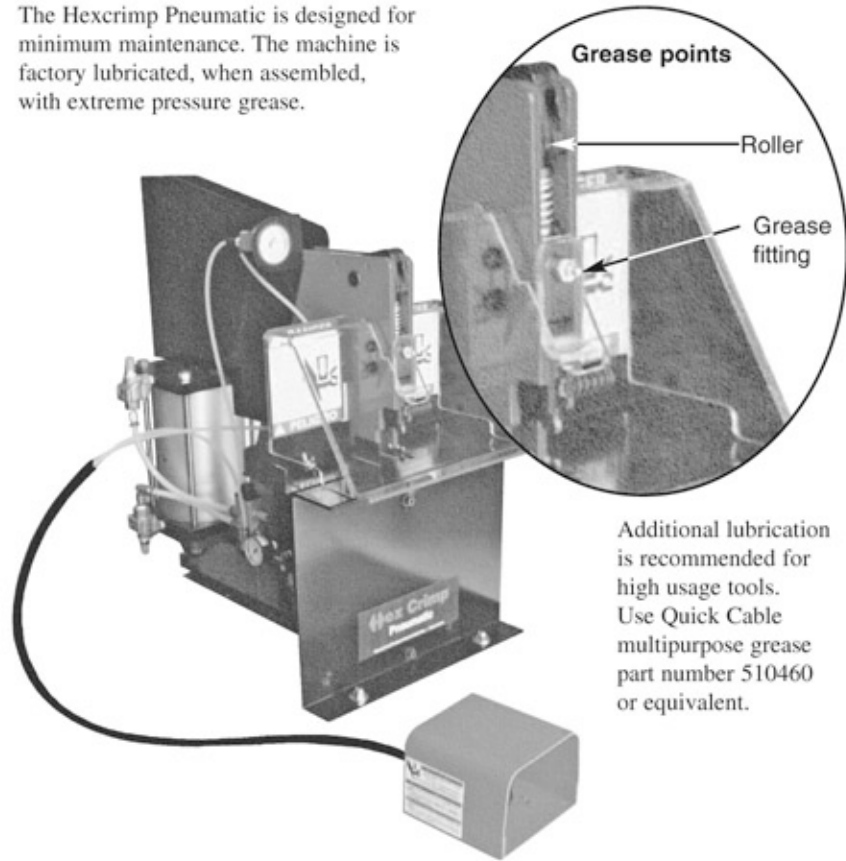 The Hexcrimp Pneumatic is designed for
minimum maintenance. The machine is
factory lubricated, when assembled,
with extreme pressure grease.
Grease points
Roller
Grease
fitting
Hex Crimp
Pneumatic
Additional lubrication
is recommended for
high usage tools.
Use Quick Cable
multipurpose grease
part number 510460
or equivalent.